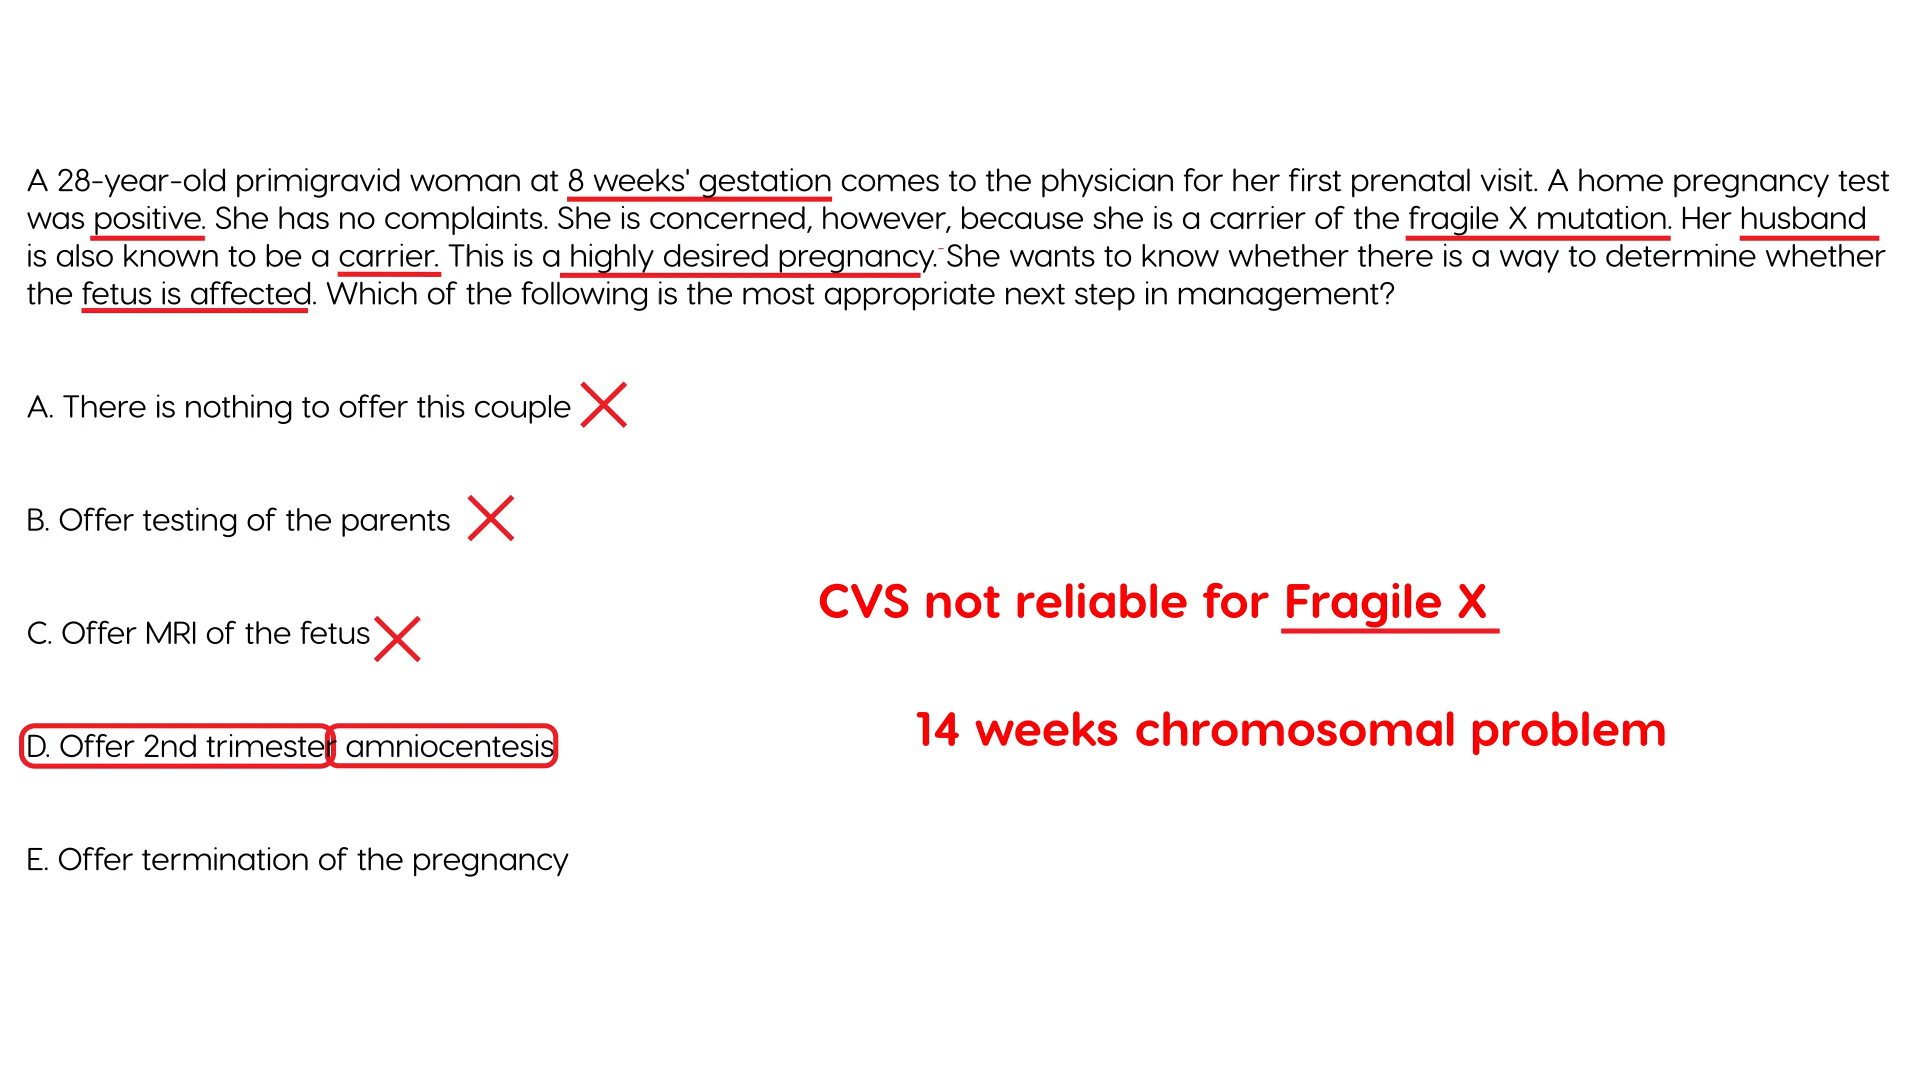 A 28-year-old primigravid woman at 8 weeks' gestation comes to the physician for her first prenatal visit. A home pregnancy test
was positive. She has no complaints. She is concerned, however, because she is a carrier of the fragile X mutation. Her husband
is also known to be a carrier. This is a highly desired pregnancy. She wants to know whether there is a way to determine whether
the fetus is affected. Which of the following is the most appropriate next step in management?
A. There is nothing to offer this couple
B. Offer testing of the parents
CVS not reliable for Fragile X
C. Offer MRI of the fetus
14 weeks chromosomal problem
D. Offer 2nd trimester amniocentesis
E. Offer termination of the pregnancy